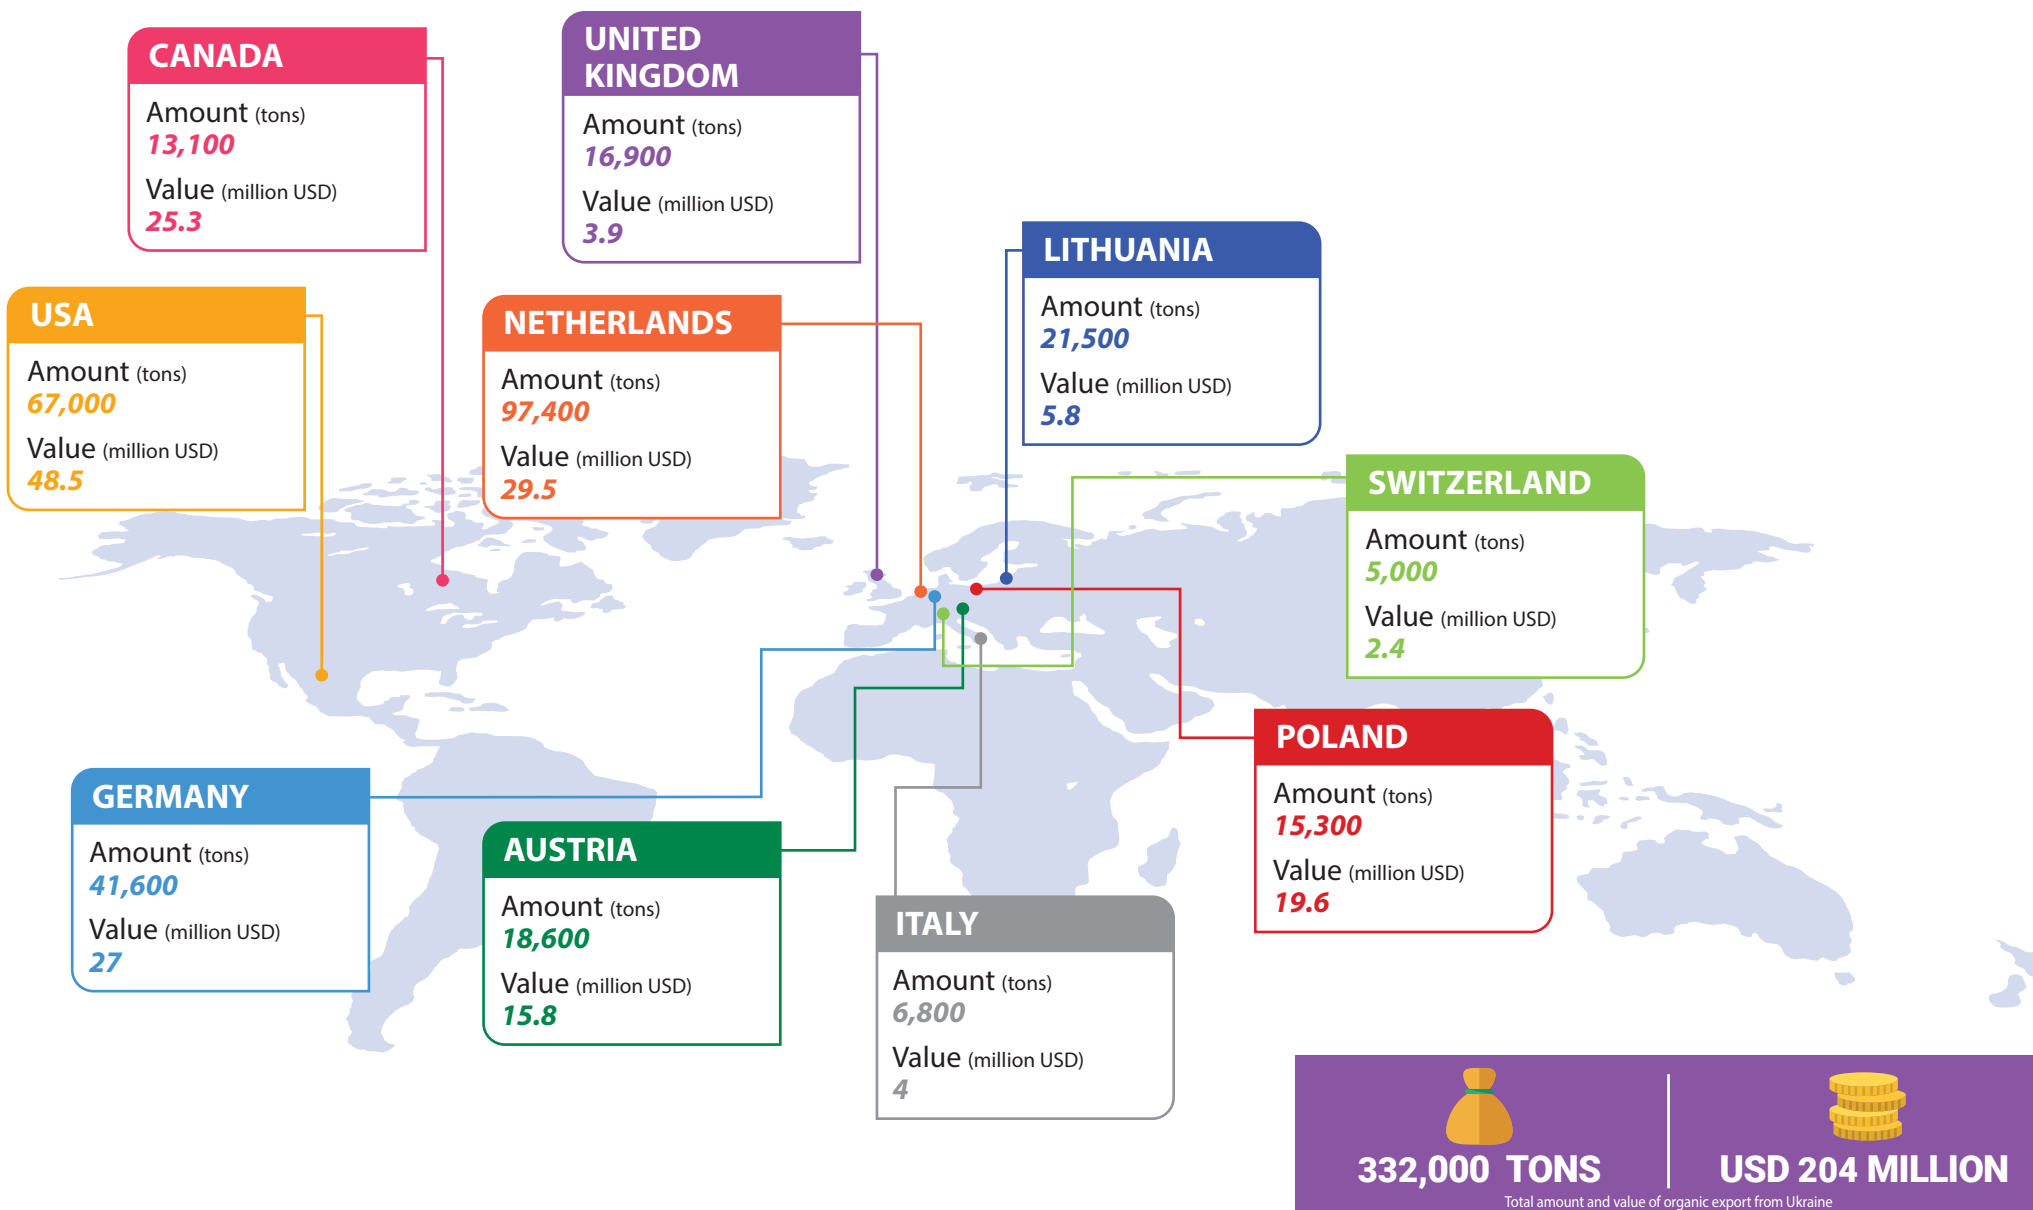 CANADA
Amount (tons)
13,100
Value (million USD)
25.3
UNITED
KINGDOM
Amount (tons)
16,900
Value (million USD)
3.9
LITHUANIA
Amount (tons)
21,500
Value (million USD)
5.8
USA
Amount (tons)
67,000
Value (million USD)
48.5
NETHERLANDS
Amount (tons)
97,400
Value (million USD)
29.5
SWITZERLAND
Amount (tons)
5,000
Value (million USD)
2.4
POLAND
Amount (tons)
15,300
Value (million USD)
19.6
GERMANY
Amount (tons)
41,600
Value (million USD)
27
AUSTRIA
Amount (tons)
18,600
Value (million USD)
15.8
ITALY
Amount (tons)
6,800
Value (million USD)
4
332,000 TONS
USD 204 MILLION
Total amount and value of organic export from Ukraine